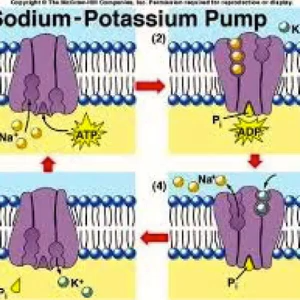 Copyright © The McGraw-Hill Companies, Inc. Permission required for reproduction or display.
Sodium-Potassium Pump
K
(2)
Na+
ATP
Pi
ADP
(4)
Na+
K+
Pi
Pi